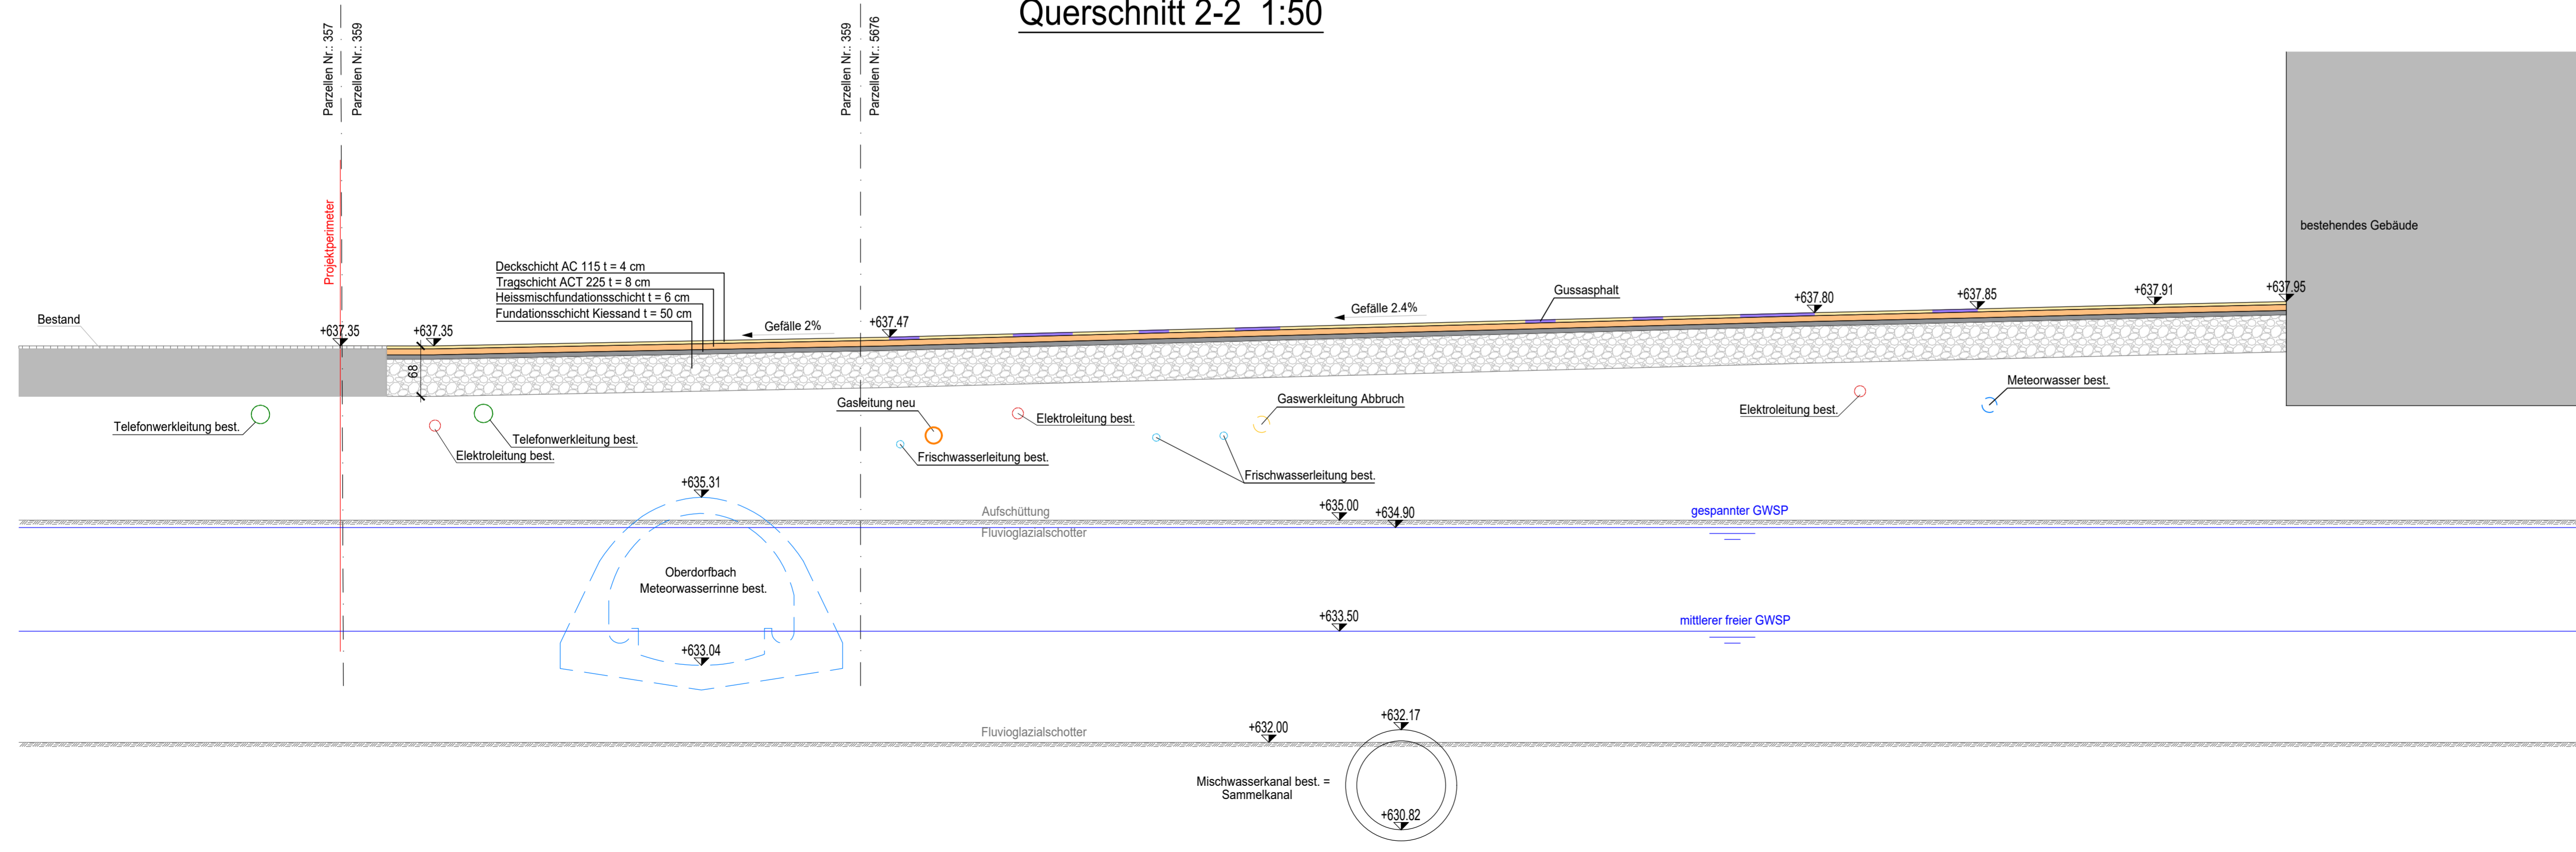 Querschnitt 2-2  1:50
Parzellen Nr.: 357
Parzellen Nr.: 359
Parzellen Nr.: 359
Parzellen Nr.: 5676
Projektperimeter
bestehendes Gebäude
Deckschicht AC 115 t = 4 cm
Tragschicht ACT 225 t = 8 cm
Heissmischfundationsschicht t = 6 cm
Fundationsschicht Kiessand t = 50 cm
Bestand
+637.35
+637.35
Gefälle 2%
+637.47
Gefälle 2.4%
Gussasphalt
+637.80
+637.85
+637.91
+637.95
68
Telefonwerkleitung best.
Elektroleitung best.
Telefonwerkleitung best.
Gasleitung neu
Frischwasserleitung best.
Elektroleitung best.
Gaswerkleitung Abbruch
Frischwasserleitung best.
Elektroleitung best.
Meteorwasser best.
+635.31
Aufschüttung
Fluvioglazialschotter
+635.00
+634.90
gespannter GWSP
Oberdorfbach
Meteorwasserrinne best.
+633.04
+633.50
mittlerer freier GWSP
Fluvioglazialschotter
+632.00
+632.17
Mischwasserkanal best. =
Sammelkanal
+630.82